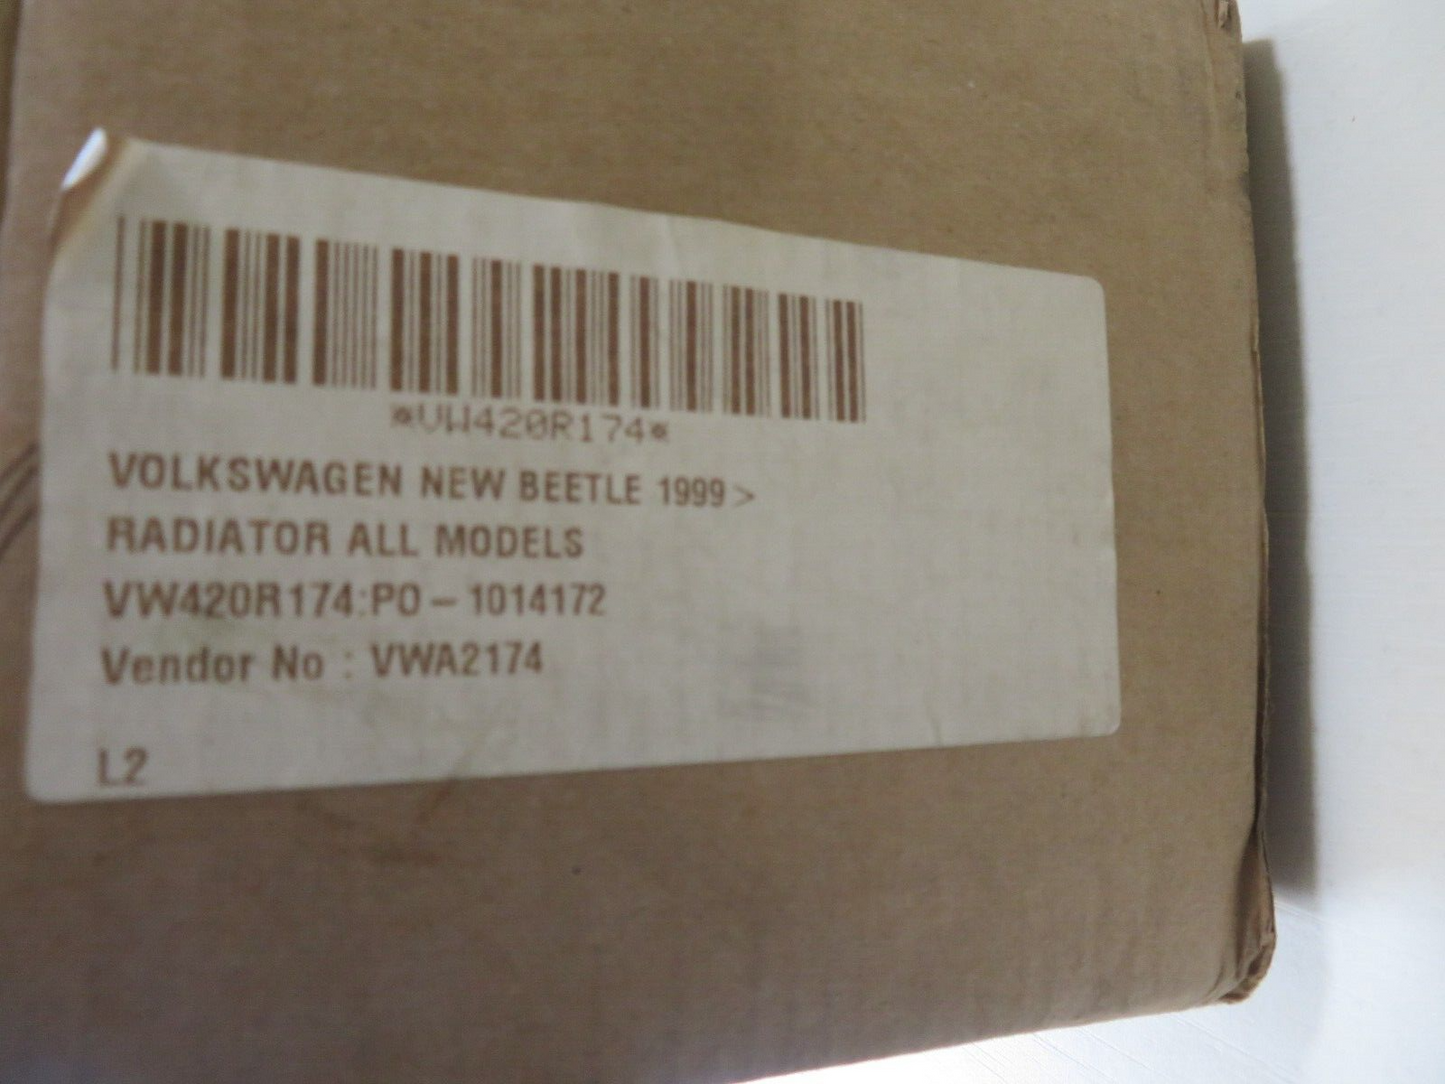 *VW420R174*
VOLKSWAGEN NEW BEETLE 1999>
RADIATOR ALL MODELS
VW420R174:PO - 1014172
Vendor No : VWA2174
L2